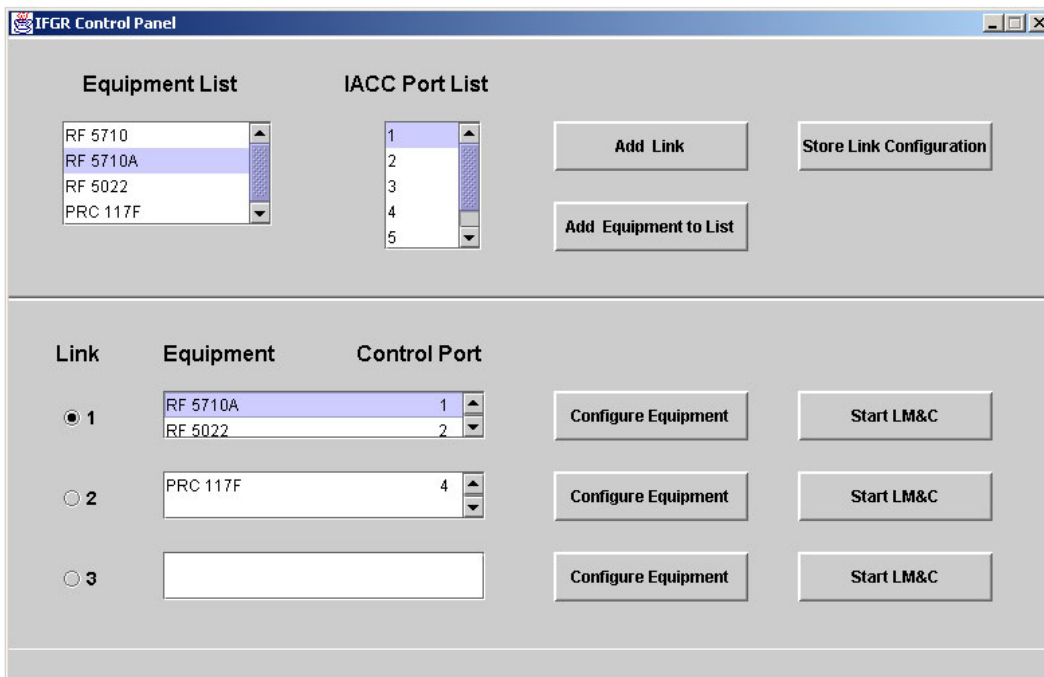 IFGR Control Panel
Equipment List
IACC Port List
RF 5710
RF 5710A
RF 5022
PRC 117F
1
2
3
4
5
Add Link
Store Link Configuration
Add Equipment to List
Link
Equipment
Control Port
1
RF 5710A 1
RF 5022 2
Configure Equipment
Start LM&C
2
PRC 117F 4
Configure Equipment
Start LM&C
3
Configure Equipment
Start LM&C